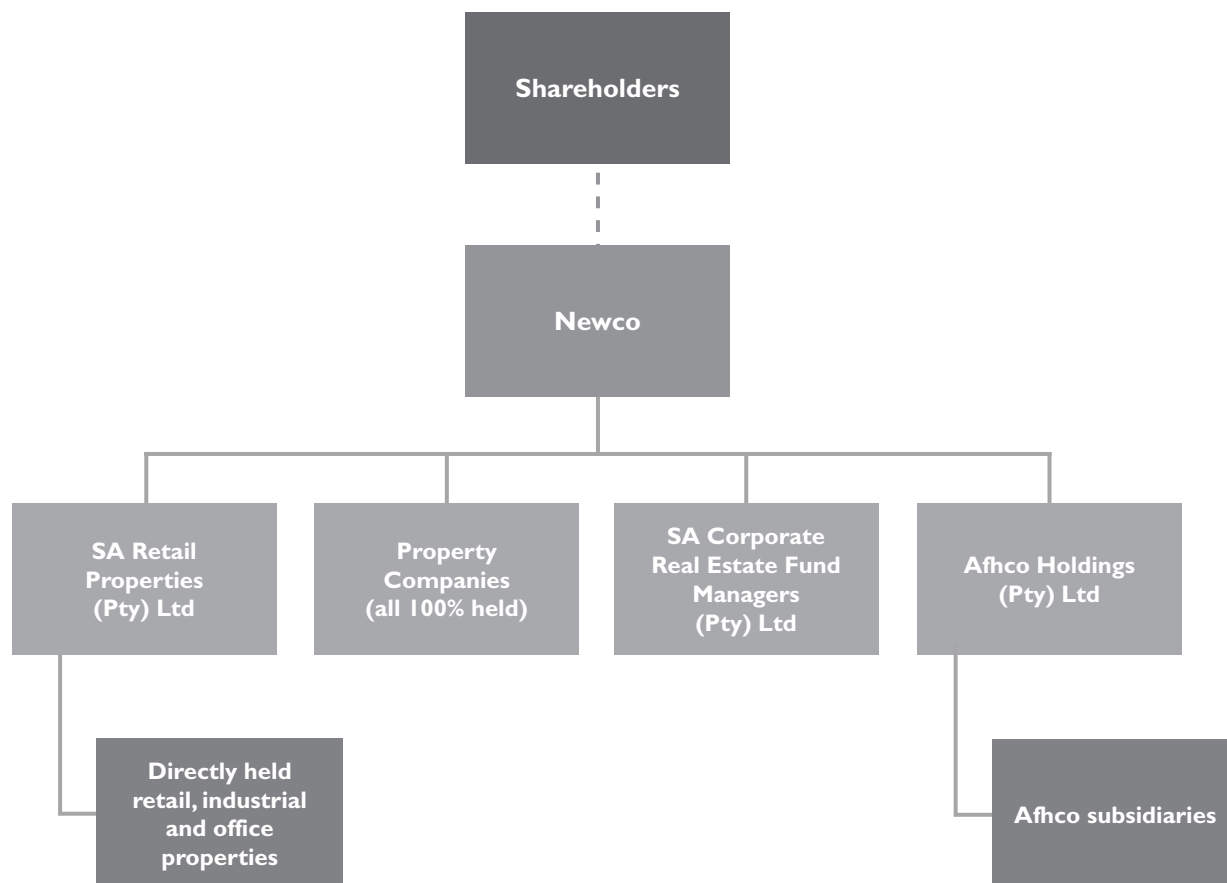 Shareholders
Newco
SA Retail
Properties
(Pty) Ltd
Property
Companies
(all 100% held)
SA Corporate
Real Estate Fund
Managers
(Pty) Ltd
Afhco Holdings
(Pty) Ltd
Directly held
retail, industrial
and office
properties
Afhco subsidiaries